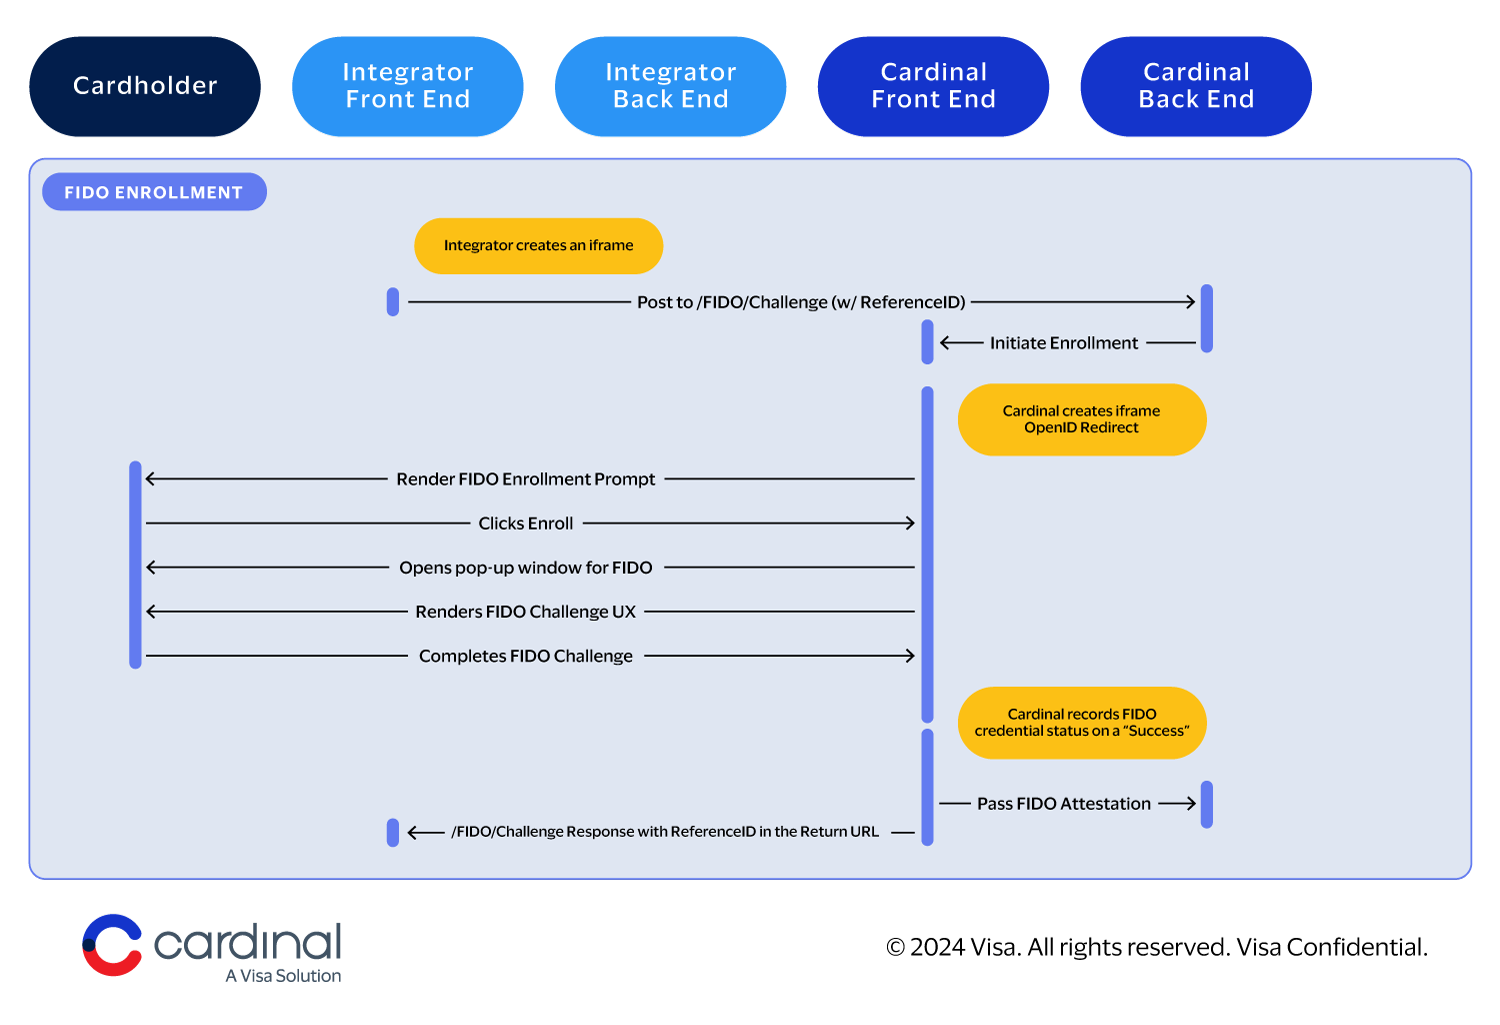 Cardholder
Integrator
Front End
Integrator
Back End
Cardinal
Front End
Cardinal
Back End
FIDO ENROLLMENT
Integrator creates an iframe
Post to /FIDO/Challenge (w/ ReferenceID)
Initiate Enrollment
Cardinal creates iframe
OpenID Redirect
Render FIDO Enrollment Prompt
Clicks Enroll
Opens pop-up window for FIDO
Renders FIDO Challenge UX
Completes FIDO Challenge
Cardinal records FIDO
credential status on a “Success”
Pass FIDO Attestation
/FIDO/Challenge Response with ReferenceID in the Return URL
cardinal
A Visa Solution
© 2024 Visa. All rights reserved. Visa Confidential.